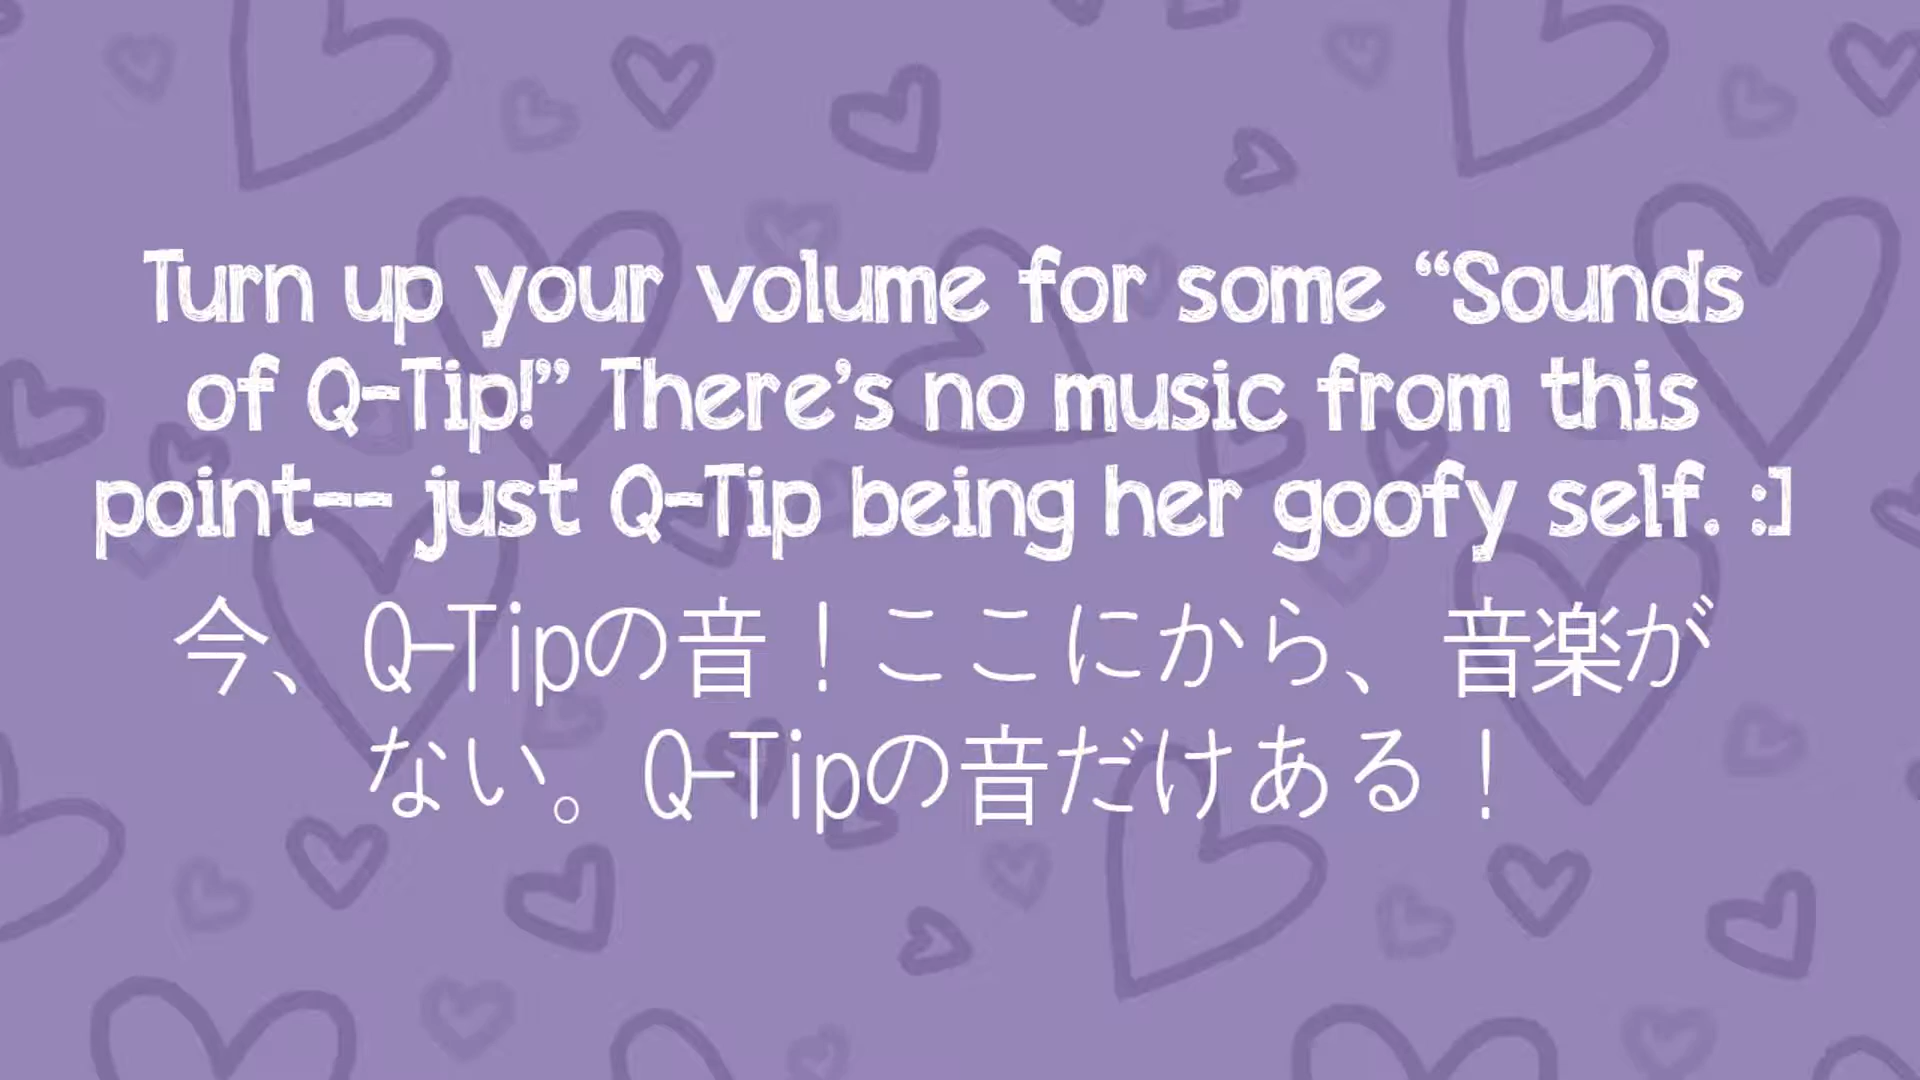 Turn up your volume for some “Sounds
of Q-Tip!” There’s no music from this
point-- just Q-Tip being her goofy self. :]
今、Q-Tipの音！ここにから、音楽が
ない。Q-Tipの音だけある！